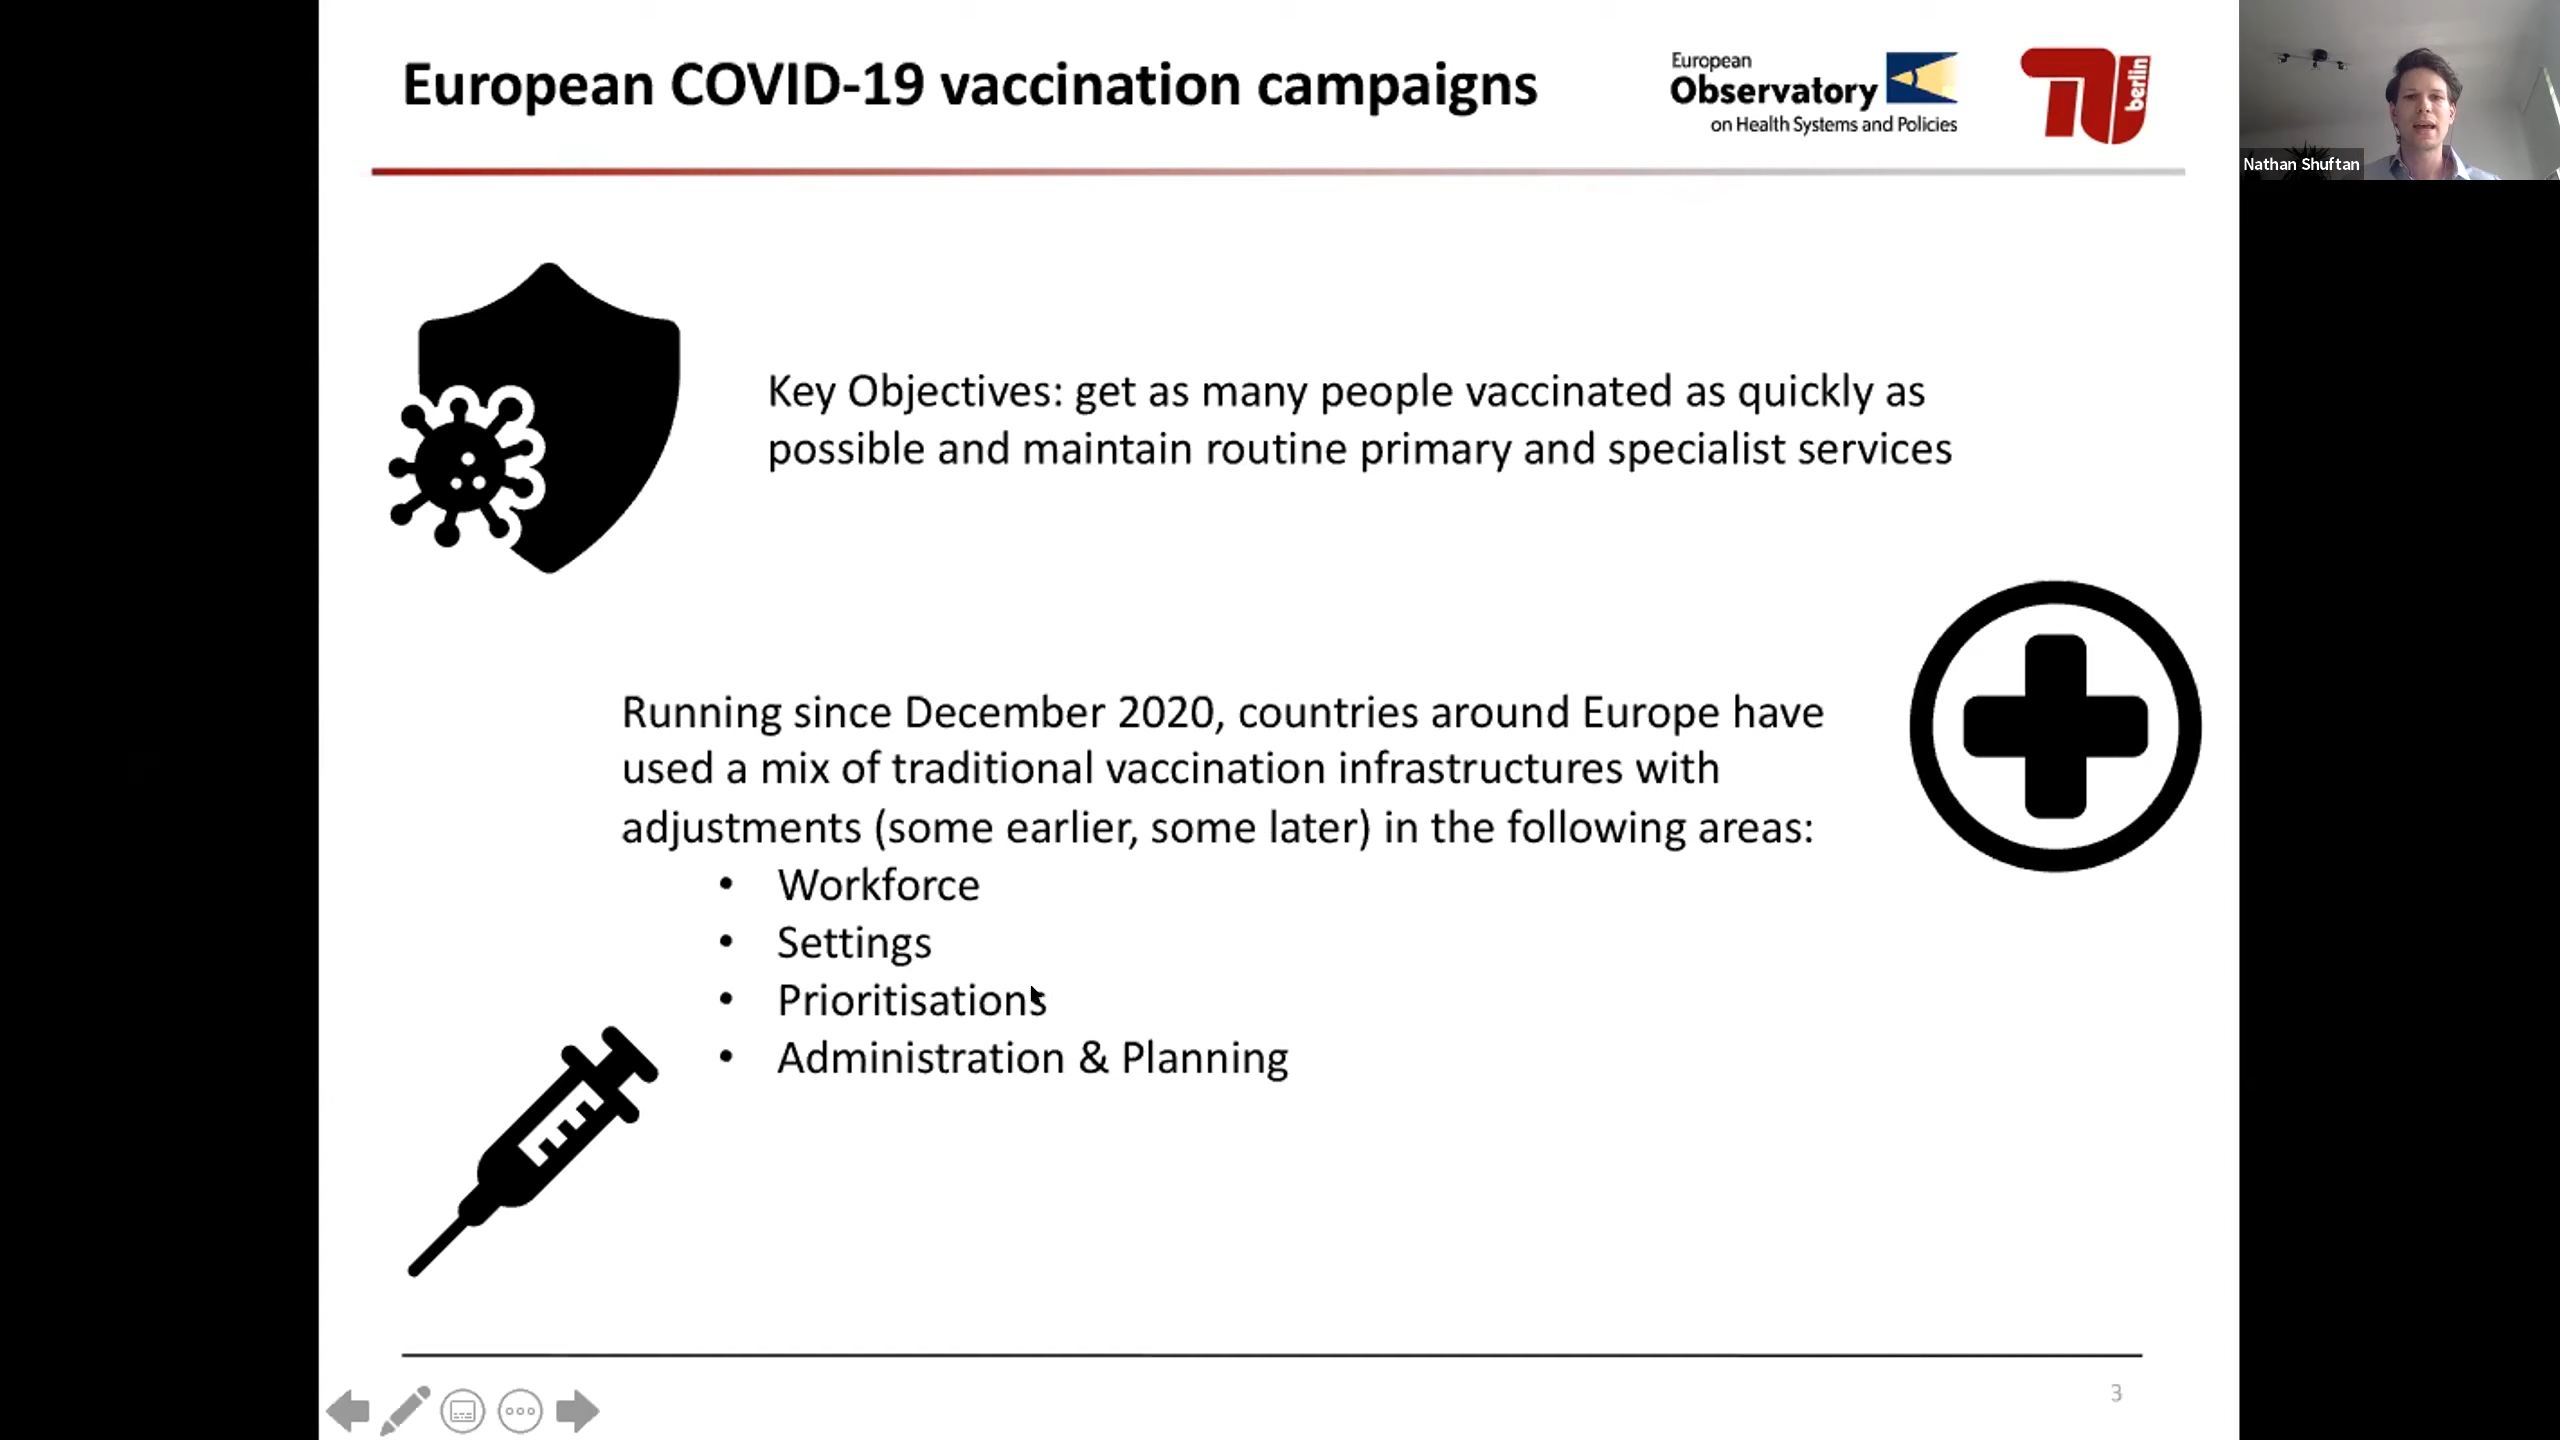 European COVID-19 vaccination campaigns
European
Observatory
on Health Systems and Policies
berlin
Nathan Shuftan
Key Objectives: get as many people vaccinated as quickly as
possible and maintain routine primary and specialist services
Running since December 2020, countries around Europe have
used a mix of traditional vaccination infrastructures with
adjustments (some earlier, some later) in the following areas:
• Workforce
• Settings
• Prioritisations
• Administration & Planning
3